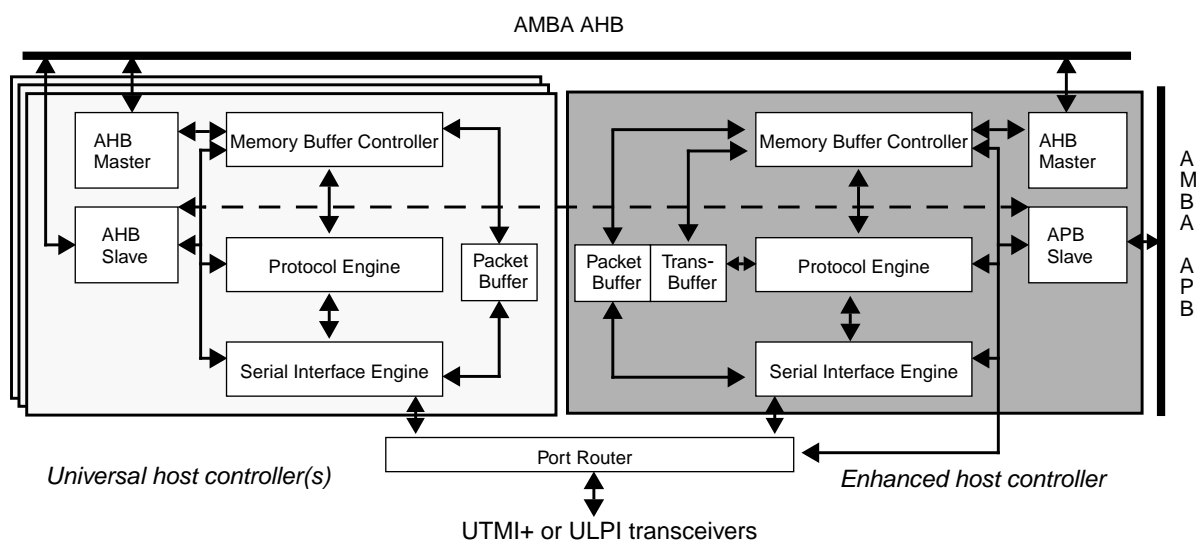 AMBA AHB
AHB
Master
Memory Buffer Controller
AHB
Slave
Protocol Engine
Packet
Buffer
Serial Interface Engine
Memory Buffer Controller
AHB
Master
Packet
Buffer
Trans-
Buffer
Protocol Engine
APB
Slave
Serial Interface Engine
AMBA APB
Port Router
Universal host controller(s)
Enhanced host controller
UTMI+ or ULPI transceivers